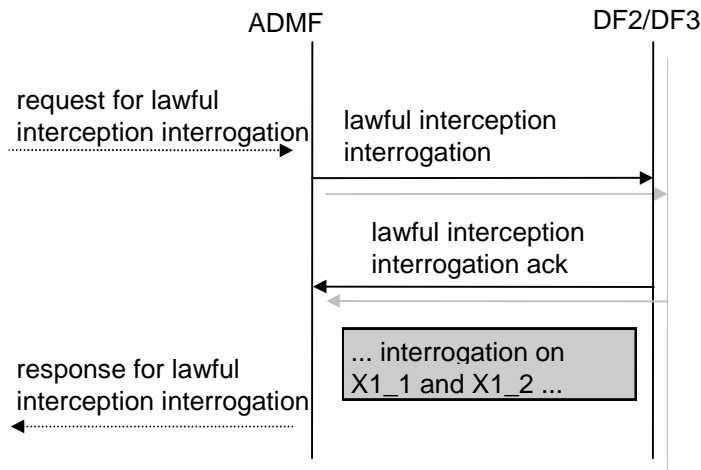 ADMF
DF2/DF3
request for lawful
interception interrogation
lawful interception
interrogation
lawful interception
interrogation ack
... interrogation on
X1_1 and X1_2 ...
response for lawful
interception interrogation